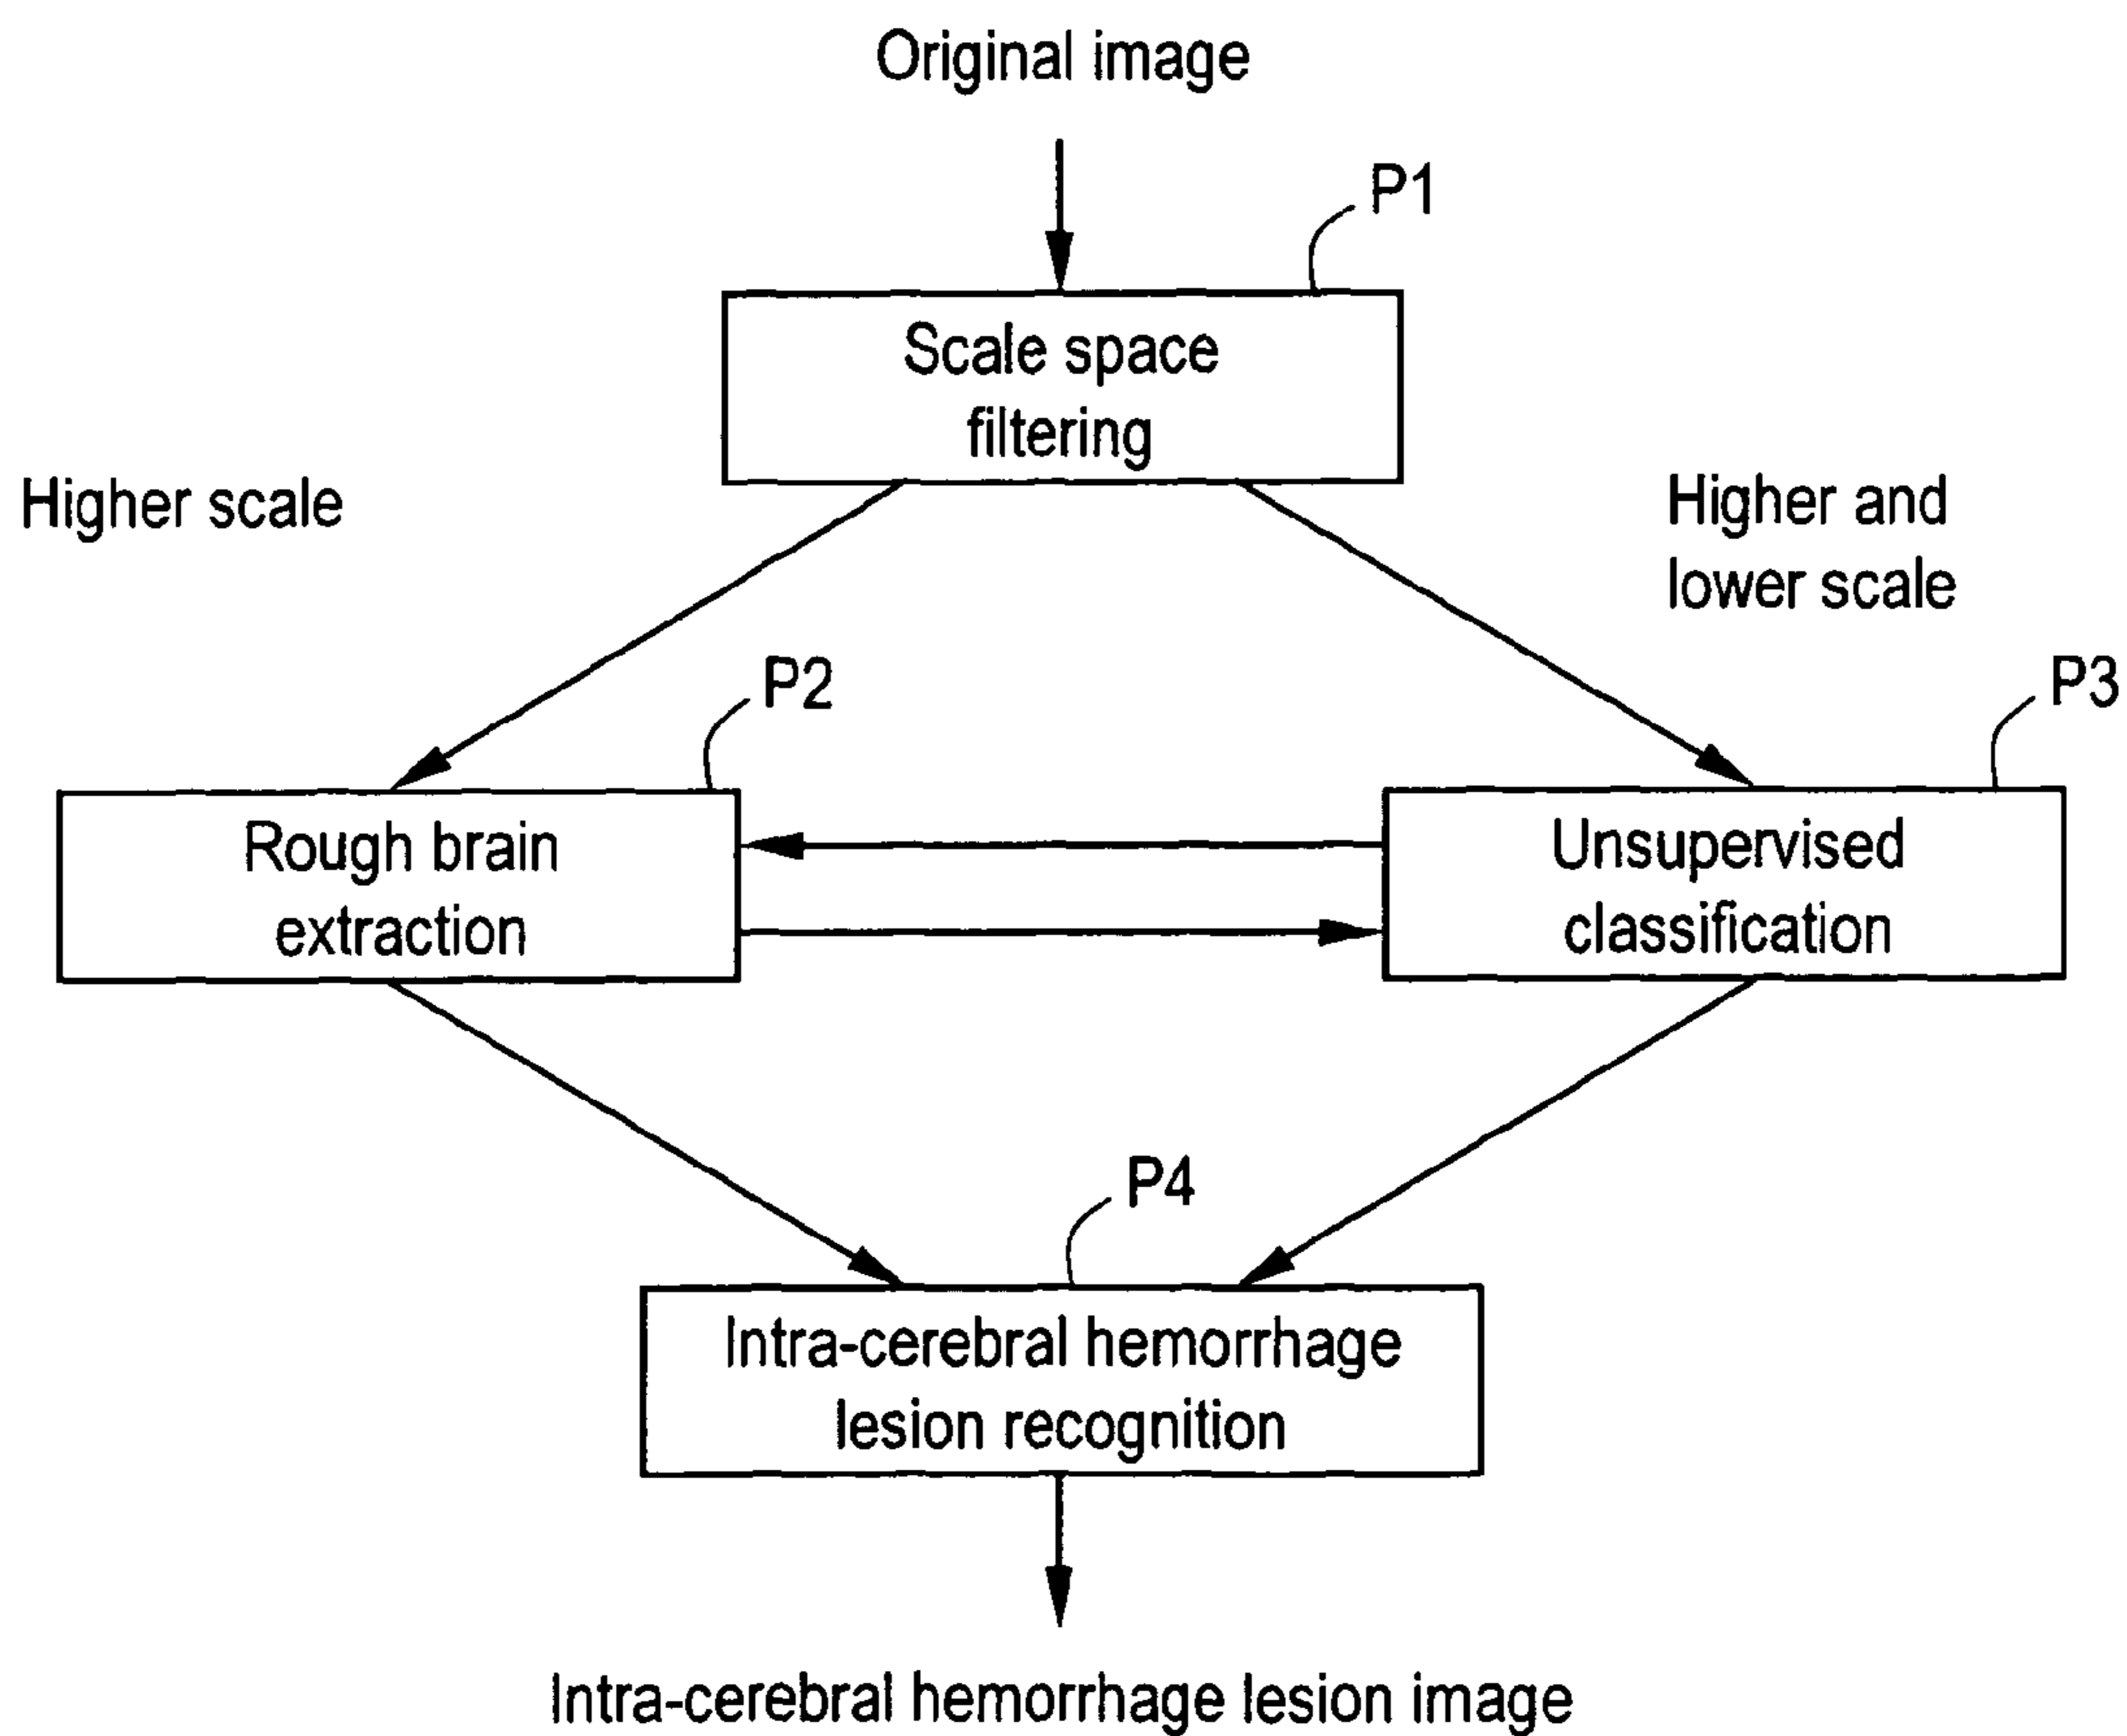 Original image
P1
Scale space
filtering
Higher scale
Higher and
lower scale
P2
P3
Rough brain
extraction
Unsupervised
classification
P4
Intra-cerebral hemorrhage
lesion recognition
Intra-cerebral hemorrhage lesion image